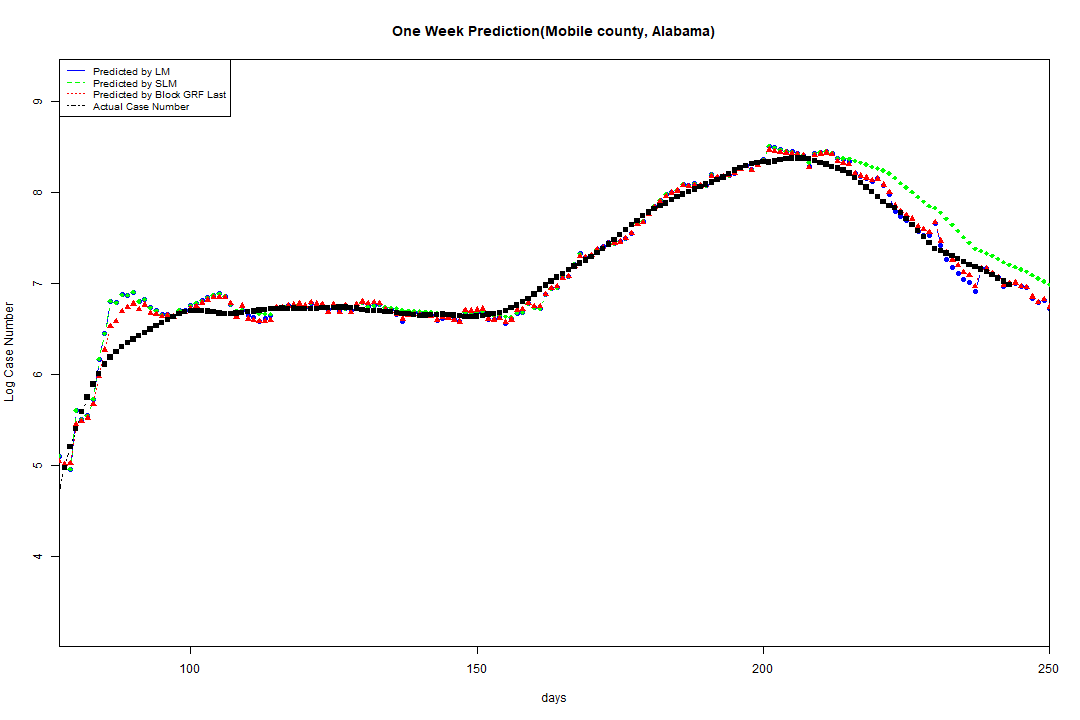 One Week Prediction(Mobile county, Alabama)
Predicted by LM
Predicted by SLM
Predicted by Block GRF Last
Actual Case Number
9
8
7
6
5
4
Log Case Number
100
150
200
250
days